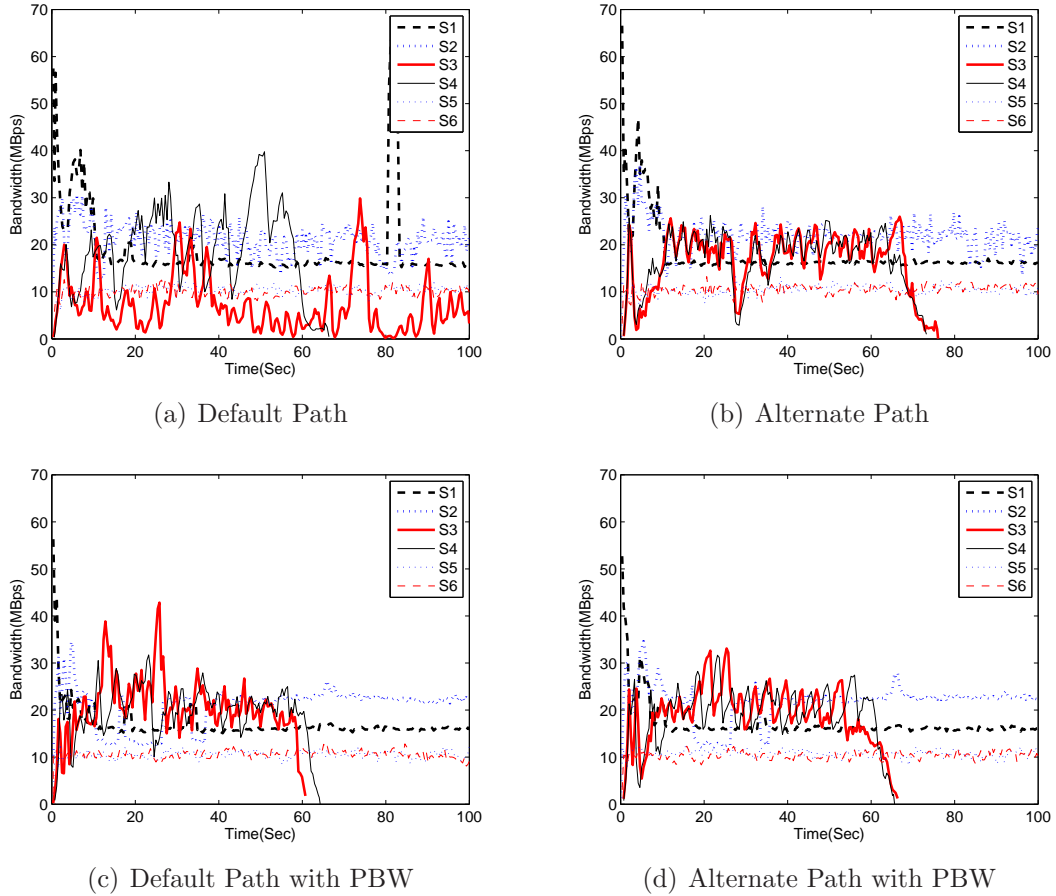 70
60
50
40
30
20
10
0
0 20 40 60 80 100
Bandwidth(MBps)
Time(Sec)
S1
S2
S3
S4
S5
S6
(a) Default Path
70
60
50
40
30
20
10
0
0 20 40 60 80 100
Bandwidth(MBps)
Time(Sec)
S1
S2
S3
S4
S5
S6
(b) Alternate Path
70
60
50
40
30
20
10
0
0 20 40 60 80 100
Bandwidth(MBps)
Time(Sec)
S1
S2
S3
S4
S5
S6
(c) Default Path with PBW
70
60
50
40
30
20
10
0
0 20 40 60 80 100
Bandwidth(MBps)
Time(Sec)
S1
S2
S3
S4
S5
S6
(d) Alternate Path with PBW